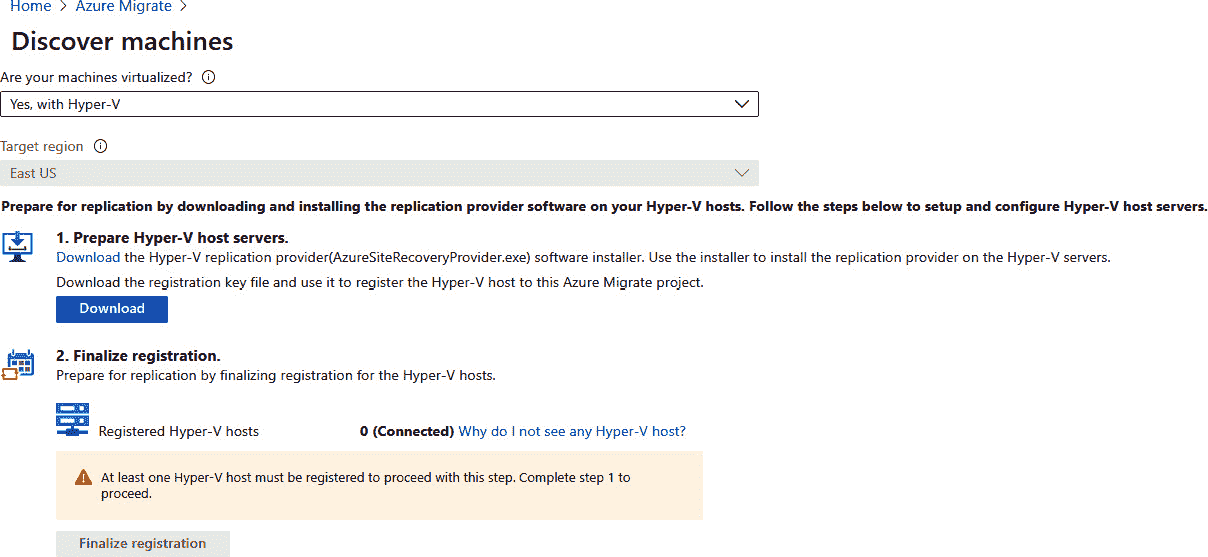 Home > Azure Migrate >
Discover machines
Are your machines virtualized?
Yes, with Hyper-V
Target region
East US
Prepare for replication by downloading and installing the replication provider software on your Hyper-V hosts. Follow the steps below to setup and configure Hyper-V host servers.
1. Prepare Hyper-V host servers.
Download the Hyper-V replication provider(AzureSiteRecoveryProvider.exe) software installer. Use the installer to install the replication provider on the Hyper-V servers.
Download the registration key file and use it to register the Hyper-V host to this Azure Migrate project.
Download
2. Finalize registration.
Prepare for replication by finalizing registration for the Hyper-V hosts.
Registered Hyper-V hosts 0 (Connected) Why do I not see any Hyper-V host?
At least one Hyper-V host must be registered to proceed with this step. Complete step 1 to
proceed.
Finalize registration